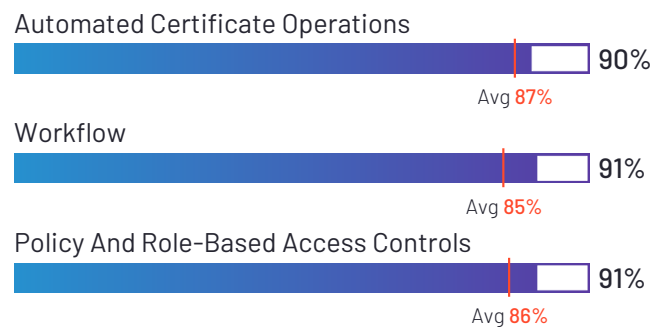 Automated Certificate Operations
90%
Avg 87%
Workflow
91%
Avg 85%
Policy And Role-Based Access Controls
91%
Avg 86%